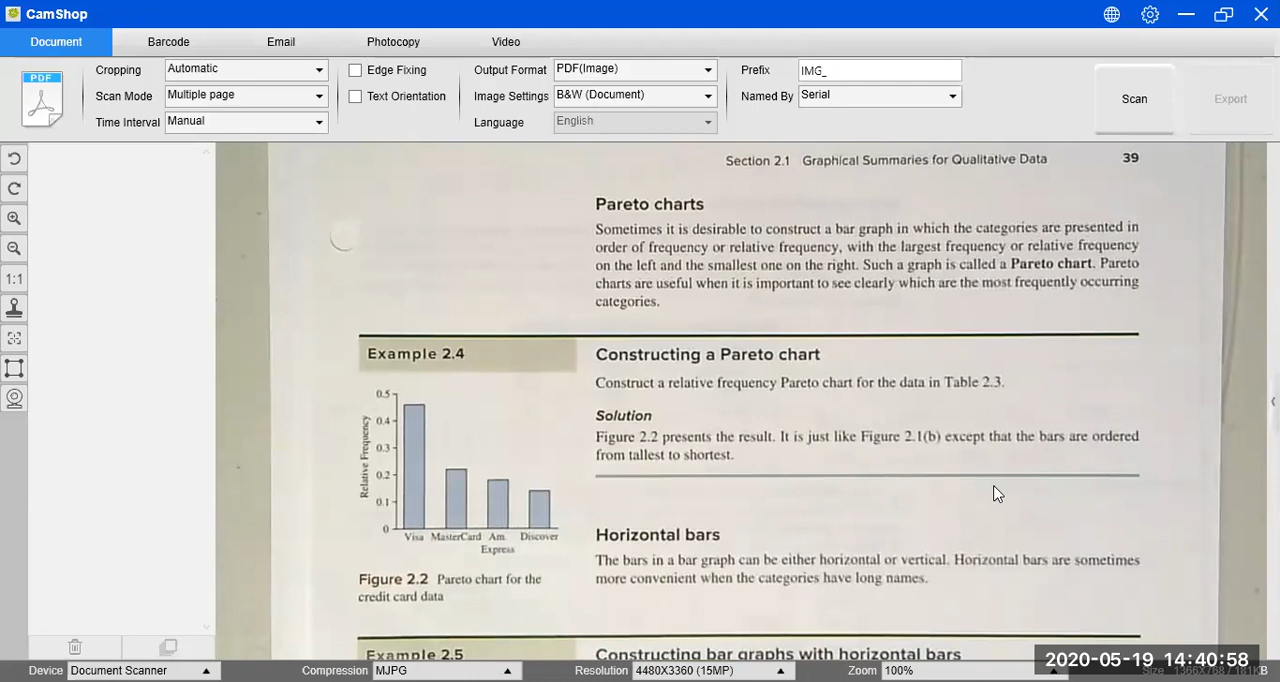 CamShop
Document Barcode Email Photocopy Video
PDF
Cropping Automatic
Scan Mode Multiple page
Time Interval Manual
Edge Fixing
Text Orientation
Output Format PDF(Image)
Image Settings B&W (Document)
Language English
Prefix IMG_
Named By Serial
Scan
Export
1:1
Section 2.1 Graphical Summaries for Qualitative Data 39
Pareto charts
Sometimes it is desirable to construct a bar graph in which the categories are presented in
order of frequency or relative frequency, with the largest frequency or relative frequency
on the left and the smallest one on the right. Such a graph is called a Pareto chart. Pareto
charts are useful when it is important to see clearly which are the most frequently occurring
categories.
Example 2.4
Constructing a Pareto chart
Construct a relative frequency Pareto chart for the data in Table 2.3.
Solution
Figure 2.2 presents the result. It is just like Figure 2.1(b) except that the bars are ordered
from tallest to shortest.
Relative Frequency
0.5
0.4
0.3
0.2
0.1
0
Visa MasterCard Am. Discover
Express
Figure 2.2 Pareto chart for the
credit card data
Horizontal bars
The bars in a bar graph can be either horizontal or vertical. Horizontal bars are sometimes
more convenient when the categories have long names.
Example 2.5
Constructing bar graphs with horizontal bars
2020-05-19 14:40:58
Device Document Scanner
Compression MJPG
Resolution 4480X3360 (15MP)
Zoom 100%